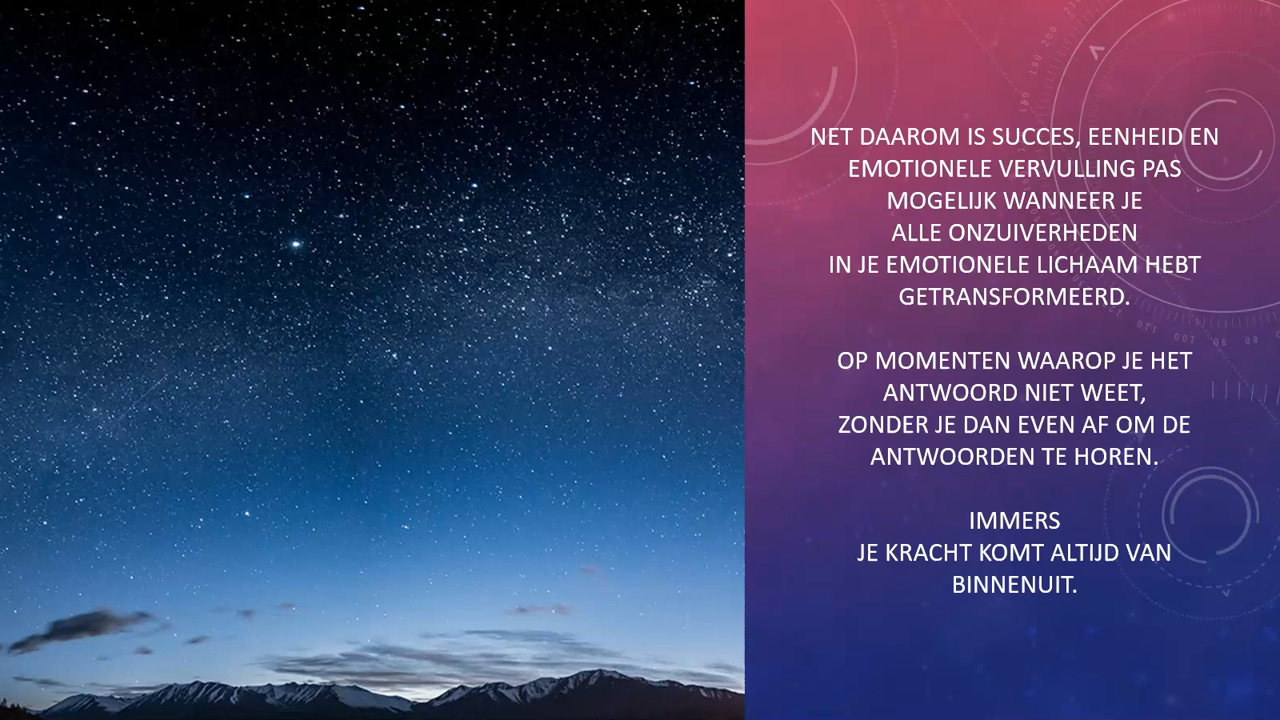 NET DAAROM IS SUCCES, EENHEID EN
EMOTIONELE VERVULLING PAS
MOGELIJK WANNEER JE
ALLE ONZUIVERHEDEN
IN JE EMOTIONELE LICHAAM HEBT
GETRANSFORMEERD.
OP MOMENTEN WAAROP JE HET
ANTWOORD NIET WEET,
ZONDER JE DAN EVEN AF OM DE
ANTWOORDEN TE HOREN.
IMMERS
JE KRACHT KOMT ALTIJD VAN
BINNENUIT.